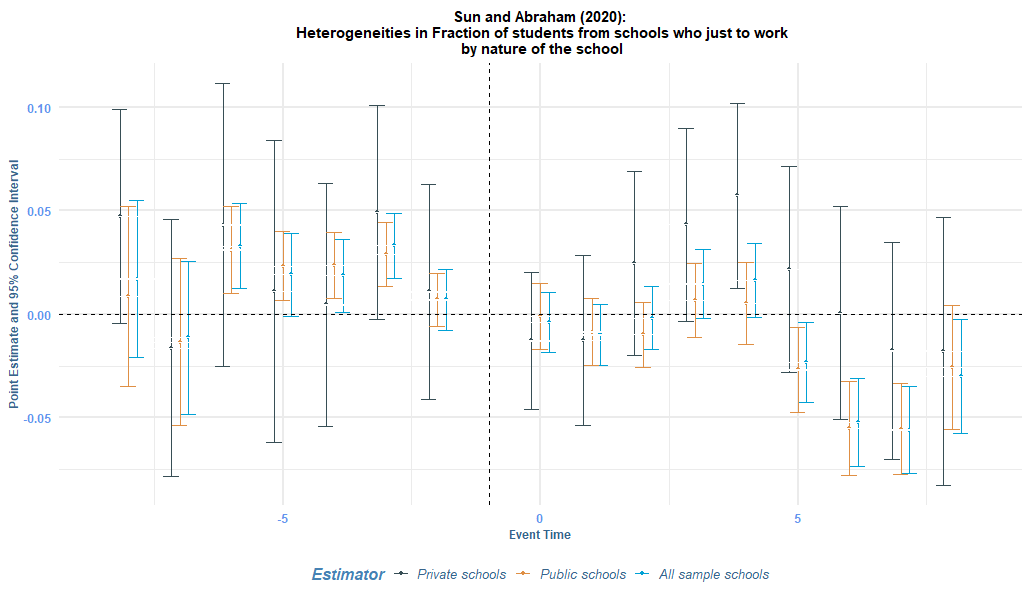 Sun and Abraham (2020):
Heterogeneities in Fraction of students from schools who just to work
by nature of the school
Point Estimate and 95% Confidence Interval
0.10
0.05
0.00
-0.05
-5
0
5
Event Time
Estimator Private schools Public schools All sample schools